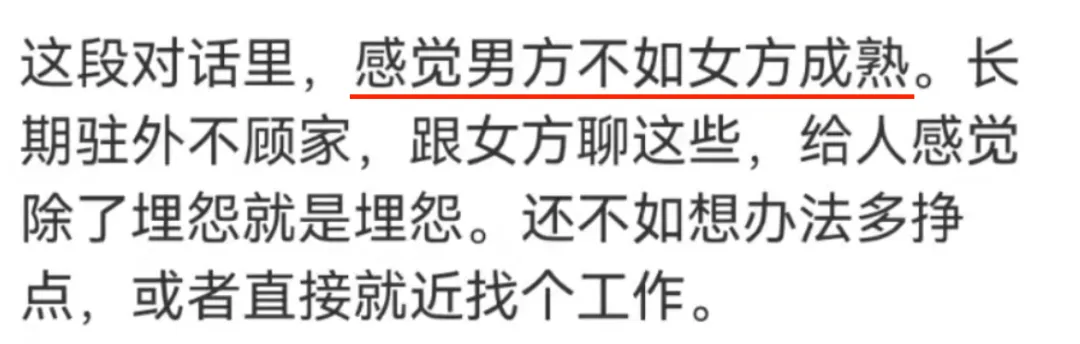 这段对话里，感觉男方不如女方成熟。长
期驻外不顾家，跟女方聊这些，给人感觉
除了埋怨就是埋怨。还不如想办法多挣
点，或者直接就近找个工作。